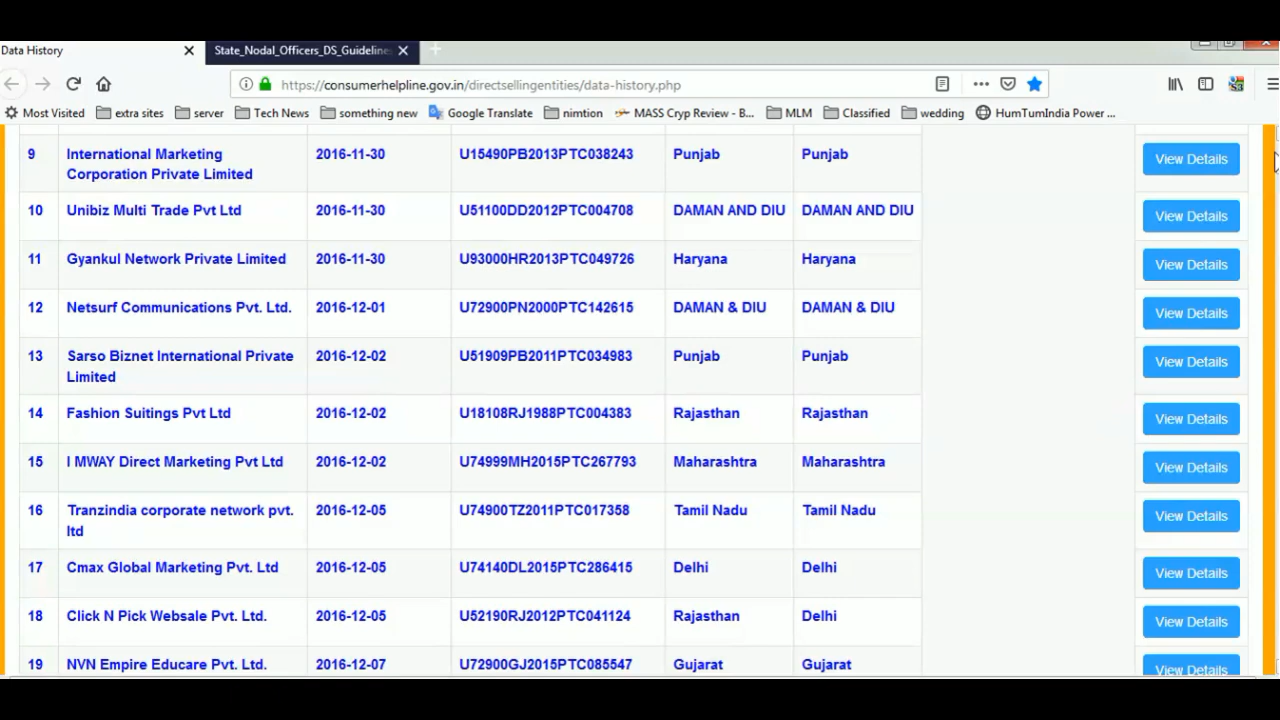 Data History
State_Nodal_Officers_DS_Guideline
https://consumerhelpline.gov.in/directsellingentities/data-history.php
Most Visited extra sites server Tech News something new Google Translate nimtion MASS Cryp Review - B... MLM Classified wedding HumTumIndia Power ...
9 International Marketing 2016-11-30 U15490PB2013PTC038243 Punjab Punjab View Details
Corporation Private Limited
10 Unibiz Multi Trade Pvt Ltd 2016-11-30 U51100DD2012PTC004708 DAMAN AND DIU DAMAN AND DIU View Details
11 Gyankul Network Private Limited 2016-11-30 U93000HR2013PTC049726 Haryana Haryana View Details
12 Netsurf Communications Pvt. Ltd. 2016-12-01 U72900PN2000PTC142615 DAMAN & DIU DAMAN & DIU View Details
13 Sarso Biznet International Private 2016-12-02 U51909PB2011PTC034983 Punjab Punjab View Details
Limited
14 Fashion Suitings Pvt Ltd 2016-12-02 U18108RJ1988PTC004383 Rajasthan Rajasthan View Details
15 I MWAY Direct Marketing Pvt Ltd 2016-12-02 U74999MH2015PTC267793 Maharashtra Maharashtra View Details
16 Tranzindia corporate network pvt. 2016-12-05 U74900TZ2011PTC017358 Tamil Nadu Tamil Nadu View Details
ltd
17 Cmax Global Marketing Pvt. Ltd 2016-12-05 U74140DL2015PTC286415 Delhi Delhi View Details
18 Click N Pick Websale Pvt. Ltd. 2016-12-05 U52190RJ2012PTC041124 Rajasthan Delhi View Details
19 NVN Empire Educare Pvt. Ltd. 2016-12-07 U72900GJ2015PTC085547 Gujarat Gujarat View Details